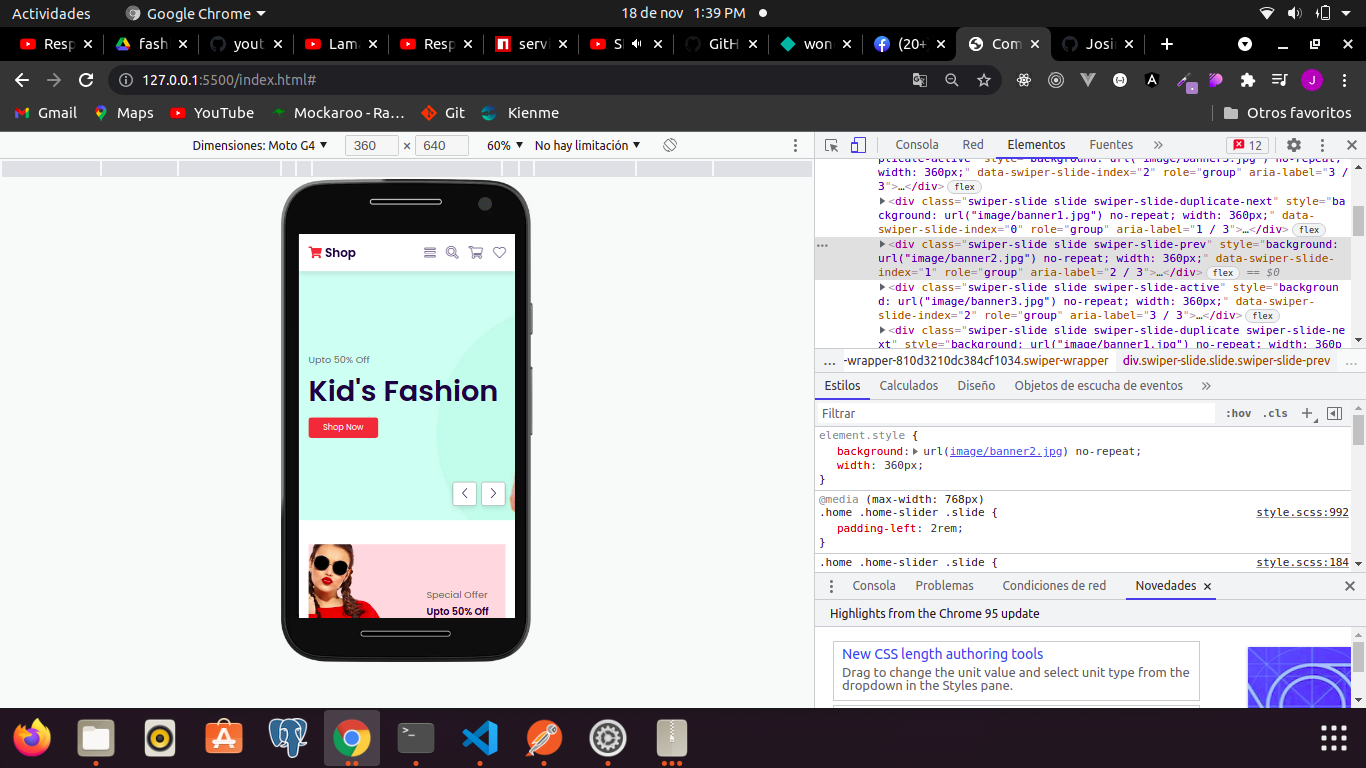 Actividades
Google Chrome
18 de nov 1:39 PM
Resp
fash
yout
Lama
Resp
servi
Sl
GitH
won
(20+
Com
Josir
127.0.0.1:5500/index.html#
Gmail
Maps
YouTube
Mockaroo - Ra...
Git
Kienme
Otros favoritos
Dimensiones: Moto G4
360 × 640
60%
No hay limitación
Consola
Red
Elementos
Fuentes
»
12
plicate-active" style="background: url("image/banner3.jpg") no-repeat;
width: 360px;" data-swiper-slide-index="2" role="group" aria-label="3 /
3">…</div> flex
<div class="swiper-slide slide swiper-slide-duplicate-next" style="ba
ckground: url("image/banner1.jpg") no-repeat; width: 360px;" data-
swiper-slide-index="0" role="group" aria-label="1 / 3">…</div> flex
<div class="swiper-slide slide swiper-slide-prev" style="background:
url("image/banner2.jpg") no-repeat; width: 360px;" data-swiper-slide-
index="1" role="group" aria-label="2 / 3">…</div> flex == $0
<div class="swiper-slide slide swiper-slide-active" style="backgroun
d: url("image/banner3.jpg") no-repeat; width: 360px;" data-swiper-
slide-index="2" role="group" aria-label="3 / 3">…</div> flex
<div class="swiper-slide slide swiper-slide-duplicate swiper-slide-ne
xt" style="background: url("image/banner1.jpg") no-repeat; width: 360p
... -wrapper-810d3210dc384cf1034.swiper-wrapper div.swiper-slide.slide.swiper-slide-prev ...
Estilos
Calculados
Diseño
Objetos de escucha de eventos
»
Filtrar
:hov .cls +
element.style {
background: url(image/banner2.jpg) no-repeat;
width: 360px;
}
@media (max-width: 768px)
.home .home-slider .slide { style.scss:992
padding-left: 2rem;
}
.home .home-slider .slide { style.scss:184
Consola
Problemas
Condiciones de red
Novedades
Highlights from the Chrome 95 update
New CSS length authoring tools
Drag to change the unit value and select unit type from the
dropdown in the Styles pane.
Shop
Upto 50% Off
Kid's Fashion
Shop Now
Special Offer
Upto 50% Off
J